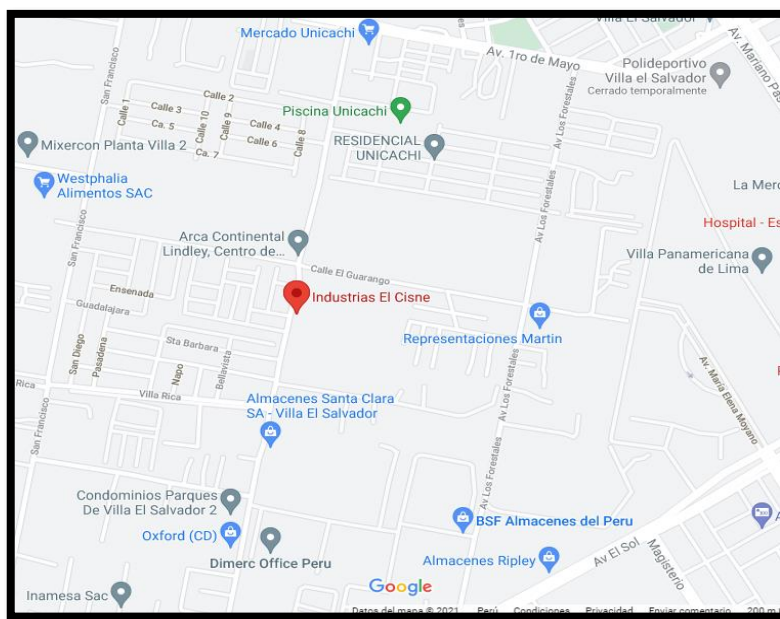 Villa El Salvador
Mercado Unicachi
Av. 1ro de Mayo
Av. Mariano
Polideportivo
Villa el Salvador
Cerrado temporalmente
San Francisco
Calle 1
Calle 2
Calle 3
Ca. 5
Calle 10
Calle 9
Calle 4
Calle 6
Ca. 7
Calle 8
Piscina Unicachi
RESIDENCIAL
UNICACHI
Av Los Forestales
Mixercon Planta Villa 2
Westphalia
Alimentos SAC
La Merc
San Francisco
Hospital - Es
Arca Continental
Lindley, Centro de...
Av Los Forestales
Villa Panamericana
de Lima
Calle El Guarango
Ensenada
Industrias El Cisne
Guadalajara
Representaciones Martin
San Diego
Pasadena
Sta Barbara
Napo
Bellavista
Av. María Elena Moyano
Rica
Villa Rica
Almacenes Santa Clara
SA - Villa El Salvador
Av Los Forestales
San Francisco
Av Los Forestales
Condominios Parques
De Villa El Salvador 2
Oxford (CD)
BSF Almacenes del Peru
Dimerc Office Peru
Almacenes Ripley
Av El Sol
Magisterio
Inamesa Sac
Google
Datos del mapa © 2021 Perú Condiciones Privacidad Enviar comentario 200 m